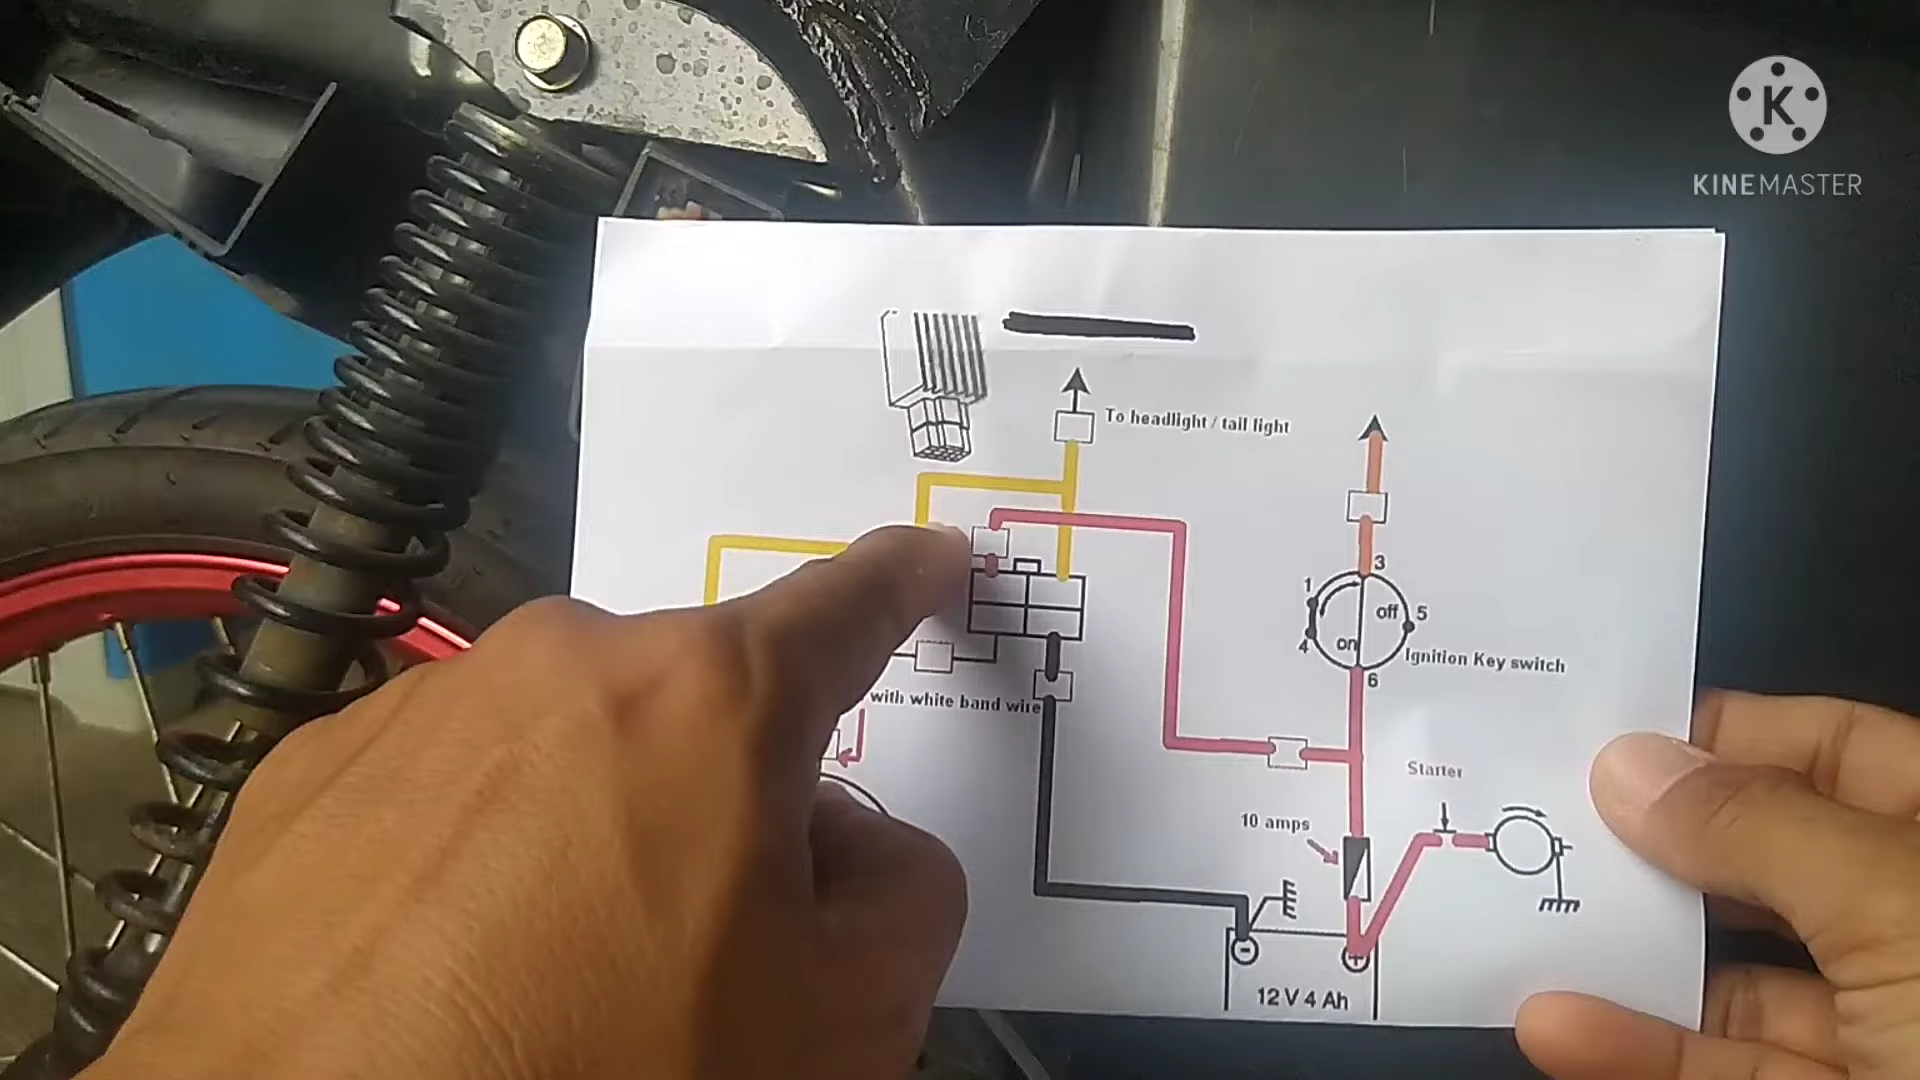 K
KINEMASTER
To headlight / tail light
3
1
off
5
4
on
Ignition Key switch
6
with white band wire
Starter
10 amps
-
+
12 V 4 Ah